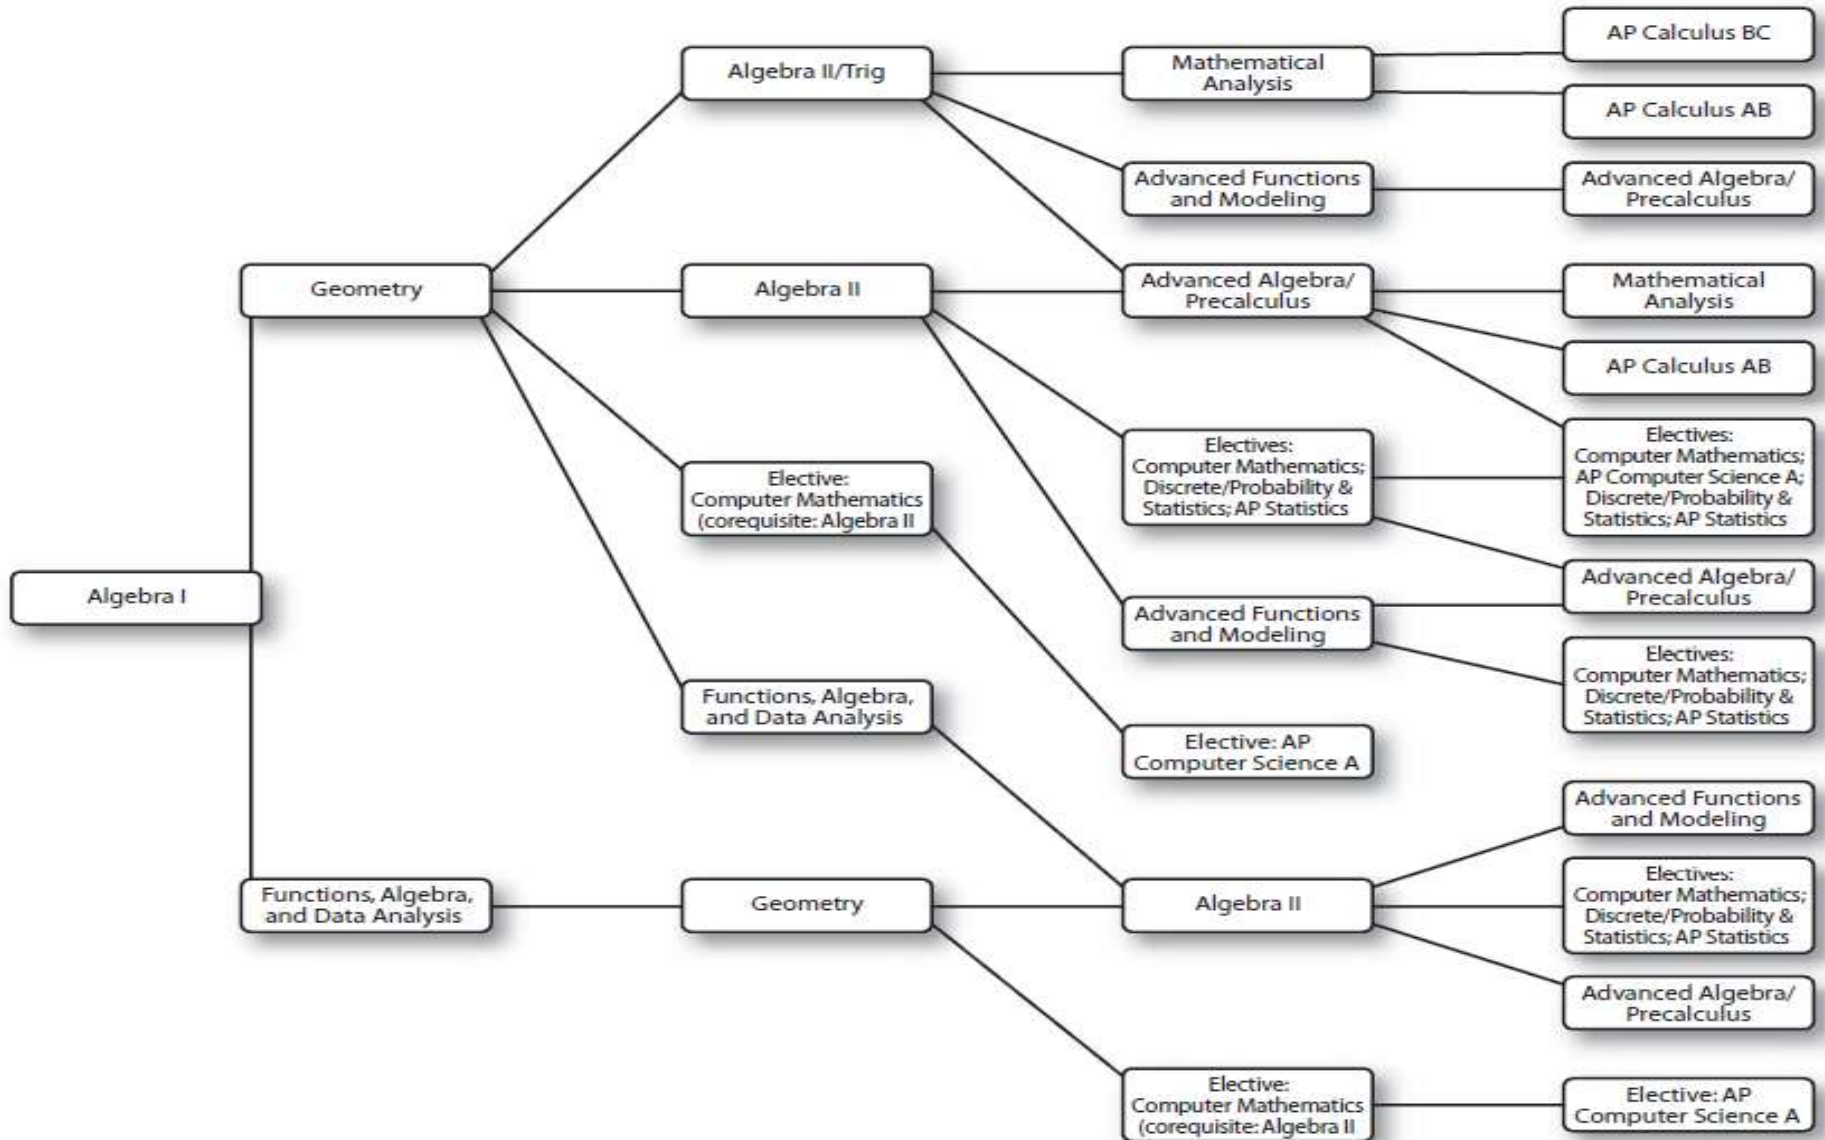 Algebra I
Geometry
Functions, Algebra,
and Data Analysis
Algebra II/Trig
Algebra II
Elective:
Computer Mathematics
(corequisite: Algebra II
Functions, Algebra,
and Data Analysis
Geometry
Mathematical
Analysis
Advanced Functions
and Modeling
Advanced Algebra/
Precalculus
Electives:
Computer Mathematics;
Discrete/Probability &
Statistics; AP Statistics
Advanced Functions
and Modeling
Elective: AP
Computer Science A
Algebra II
Elective:
Computer Mathematics
(corequisite: Algebra II
AP Calculus BC
AP Calculus AB
Advanced Algebra/
Precalculus
Mathematical
Analysis
AP Calculus AB
Electives:
Computer Mathematics;
AP Computer Science A;
Discrete/Probability &
Statistics; AP Statistics
Advanced Algebra/
Precalculus
Electives:
Computer Mathematics;
Discrete/Probability &
Statistics; AP Statistics
Advanced Functions
and Modeling
Electives:
Computer Mathematics;
Discrete/Probability &
Statistics; AP Statistics
Advanced Algebra/
Precalculus
Elective: AP
Computer Science A